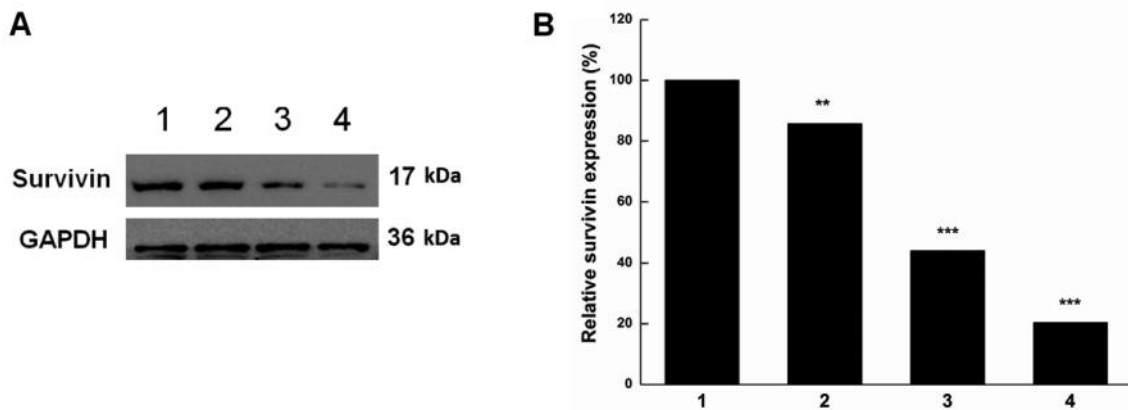 A
1 2 3 4
Survivin 17 kDa
GAPDH 36 kDa
B
Relative survivin expression (%)
120
100
80
60
40
20
0
**
***
***
1 2 3 4